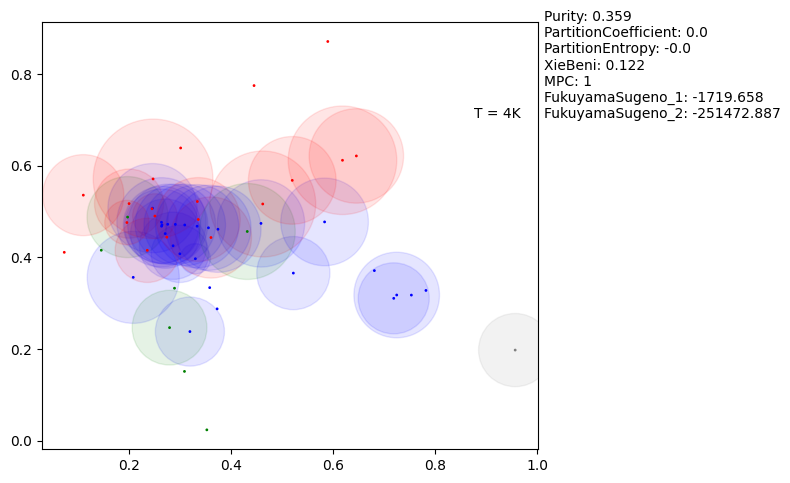 Purity: 0.359
PartitionCoefficient: 0.0
PartitionEntropy: -0.0
XieBeni: 0.122
MPC: 1
FukuyamaSugeno_1: -1719.658
FukuyamaSugeno_2: -251472.887
T = 4K
0.8
0.6
0.4
0.2
0.0
0.2
0.4
0.6
0.8
1.0